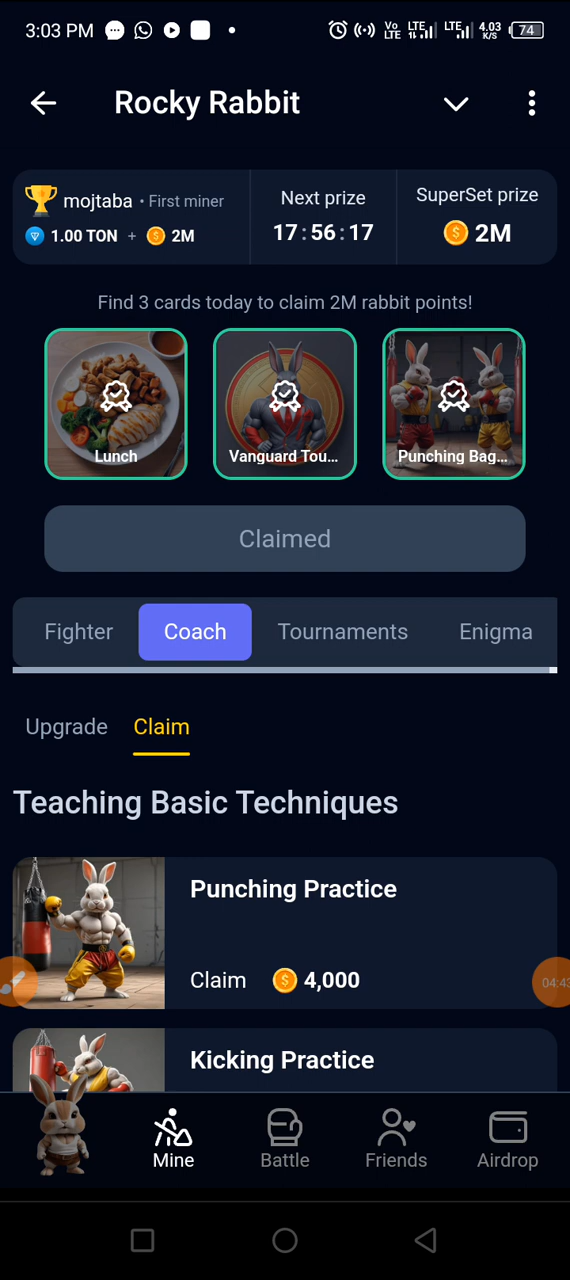 3:03 PM
Vo LTE LTE LTE 4.03 K/S 74
Rocky Rabbit
mojtaba • First miner
1.00 TON + 2M
Next prize
17:56:17
SuperSet prize
2M
Find 3 cards today to claim 2M rabbit points!
Lunch
Vanguard Tou...
Punching Bag...
Claimed
Fighter Coach Tournaments Enigma
Upgrade Claim
Teaching Basic Techniques
Punching Practice
Claim 4,000
04:43
Kicking Practice
Mine Battle Friends Airdrop